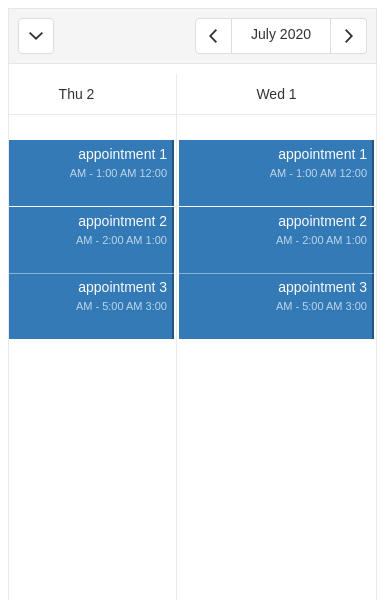 July 2020
Wed 1
Thu 2
appointment 1
AM - 1:00 AM 12:00
appointment 2
AM - 2:00 AM 1:00
appointment 3
AM - 5:00 AM 3:00
appointment 1
AM - 1:00 AM 12:00
appointment 2
AM - 2:00 AM 1:00
appointment 3
AM - 5:00 AM 3:00